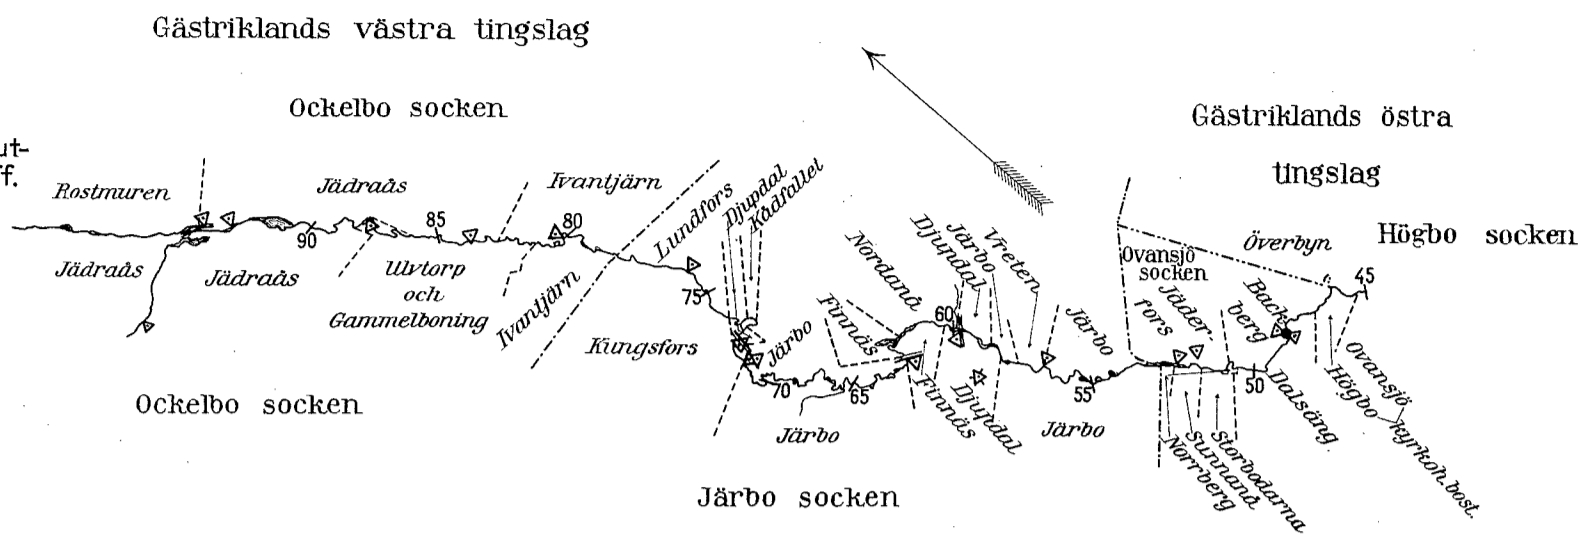 Gästriklands västra tingslag
Ockelbo socken
Gästriklands östra
tingslag
ut-
f.
Rostmuren
Jädraås
Ivantjärn
Lundfors
Djupdal
Kådfallet
Nordanå
Djupdal
Järbo
Vreten
Ovansjö
socken
Överbyn
Högbo socken
Jädraås
Jädraås
90
85
80
75
Ulvtorp
och
Gammelboning
Ivantjärn
Kungsfors
Järbo
Finnäs
60
Järbo
Jäder-
fors
Back
berg
45
70
65
55
50
Finnäs
Djupdal
Järbo
Järbo
Norrberg
Sunnanå
Storbodarna
Dalsäng
Högbo
Ovansjö
kyrkoh.bost.
Ockelbo socken
Järbo socken